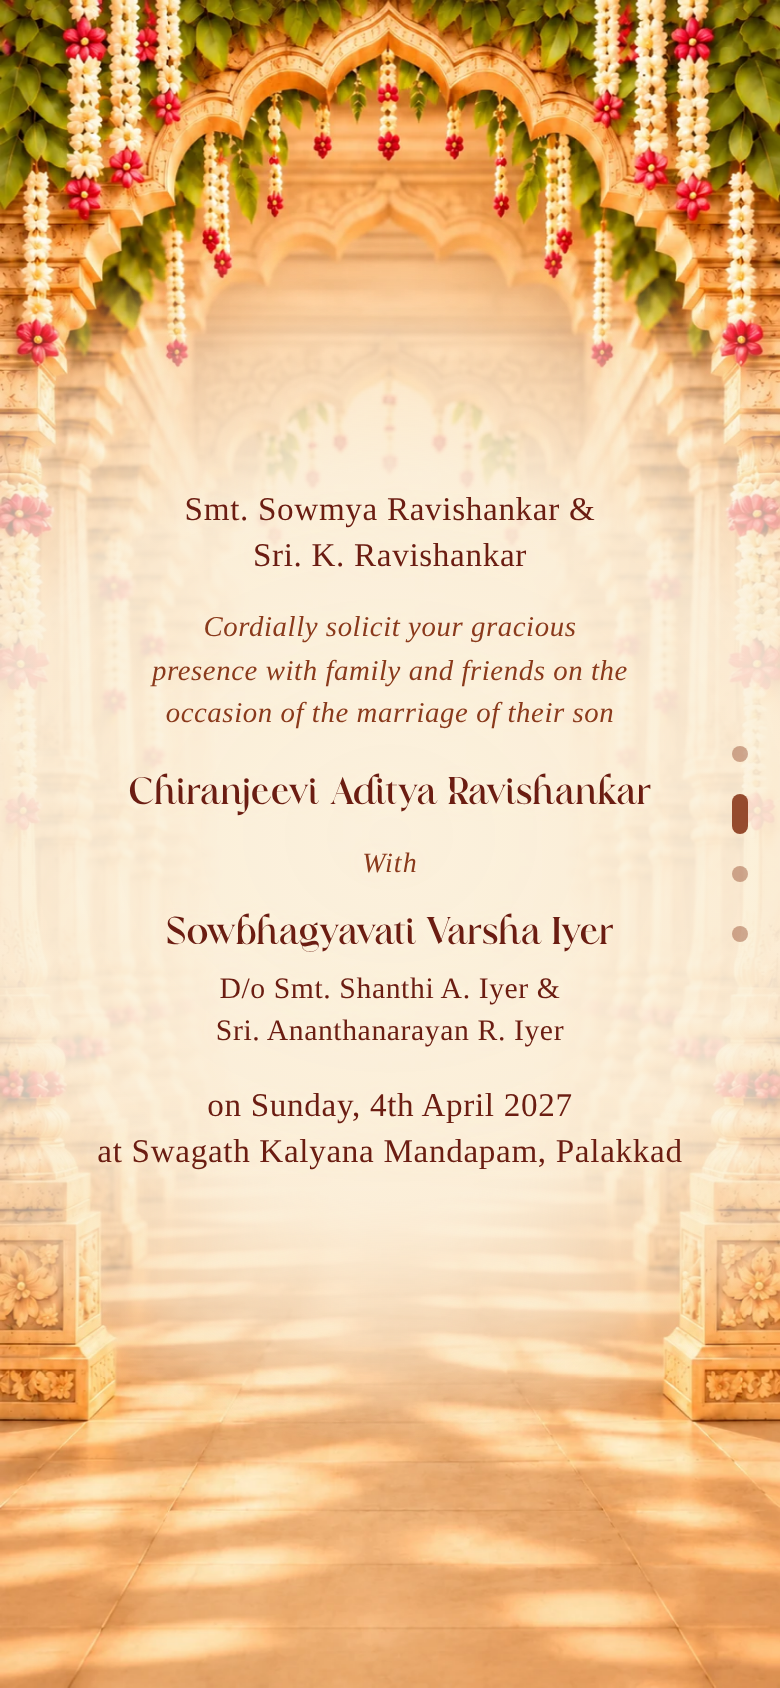 Smt. Sowmya Ravishankar &
Sri. K. Ravishankar
Cordially solicit your gracious
presence with family and friends on the
occasion of the marriage of their son
Chiranjeevi Aditya Ravishankar
With
Sowbhagyavati Varsha Iyer
D/o Smt. Shanthi A. Iyer &
Sri. Ananthanarayan R. Iyer
on Sunday, 4th April 2027
at Swagath Kalyana Mandapam, Palakkad